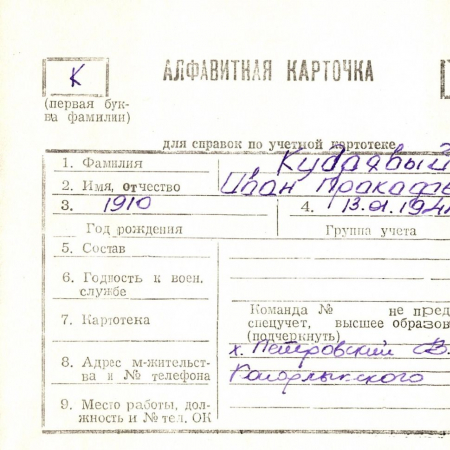 К
АЛФАВИТНАЯ КАРТОЧКА
(первая бук-
ва фамилии)
для справок по учетной картотеке
1. Фамилия Кудрявый
2. Имя, отчество Иван Прокофь
3. 1910 4. 13.01.194
Год рождения Группа учета
5. Состав
6. Годность к воен.
службе
Команда № не пред
7. Картотека спецучет, высшее образов
(подчеркнуть)
х. Петровский В.
8. Адрес м-жительст-
ва и № телефона
9. Место работы, дол-
жность и № тел. ОК